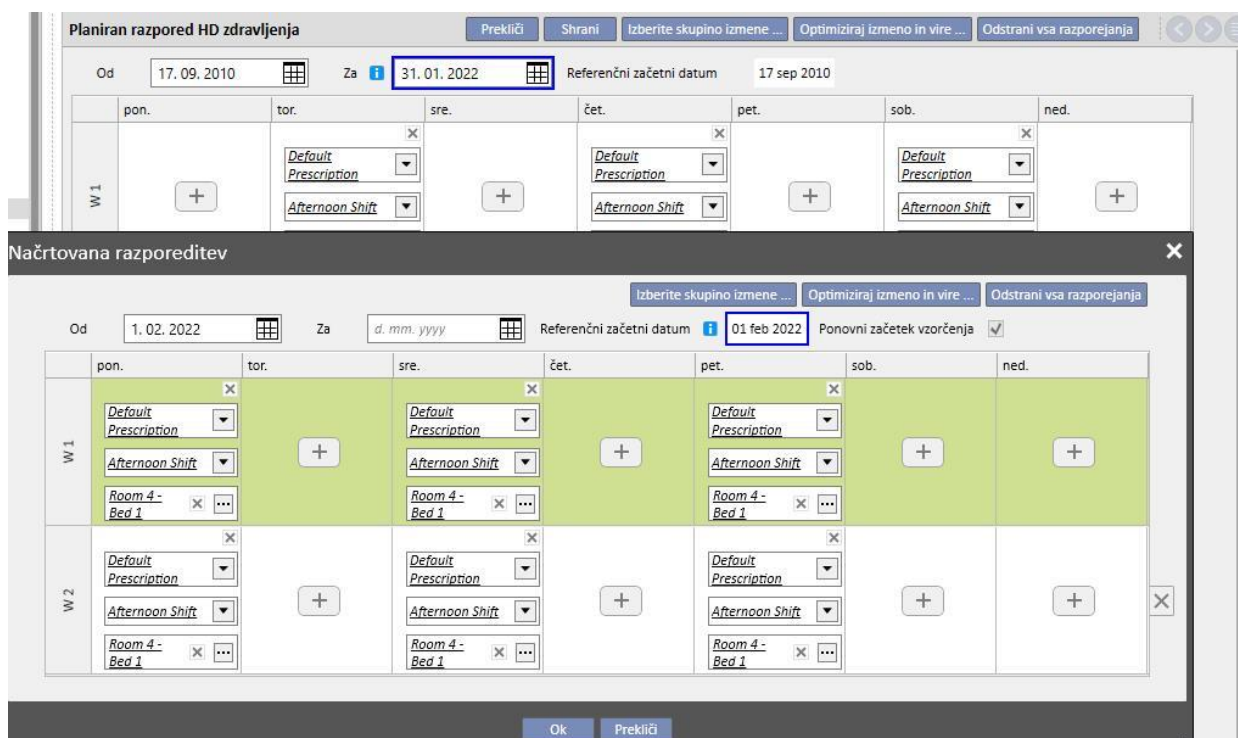 Planiran razpored HD zdravljenja Prekliči Shrani Izberite skupino izmene ... Optimiziraj izmeno in vire ... Odstrani vsa razporejanja
Od 17. 09. 2010 Za 31. 01. 2022 Referenčni začetni datum 17 sep 2010
pon. tor. sre. čet. pet. sob. ned.
W 1
Default Default Default
Prescription Prescription Prescription
Afternoon Shift Afternoon Shift Afternoon Shift
Načrtovana razporeditev
Izberite skupino izmene ... Optimiziraj izmeno in vire ... Odstrani vsa razporejanja
Od 1. 02. 2022 Za d. mm. yyyy Referenčni začetni datum 01 feb 2022 Ponovni začetek vzorčenja
pon. tor. sre. čet. pet. sob. ned.
W 1
Default Default Default
Prescription Prescription Prescription
Afternoon Shift Afternoon Shift Afternoon Shift
Room 4 - Room 4 - Room 4 -
Bed 1 Bed 1 Bed 1
W 2
Default Default Default
Prescription Prescription Prescription
Afternoon Shift Afternoon Shift Afternoon Shift
Room 4 - Room 4 - Room 4 -
Bed 1 Bed 1 Bed 1
Ok Prekliči